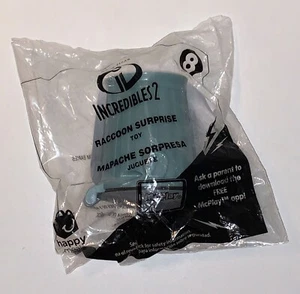 8
INCREDIBLES 2
RACCOON SURPRISE
TOY
MAPACHE SORPRESA
JUGUETE
Ask a parent to
download the
FREE
McPlay™ app!
happy